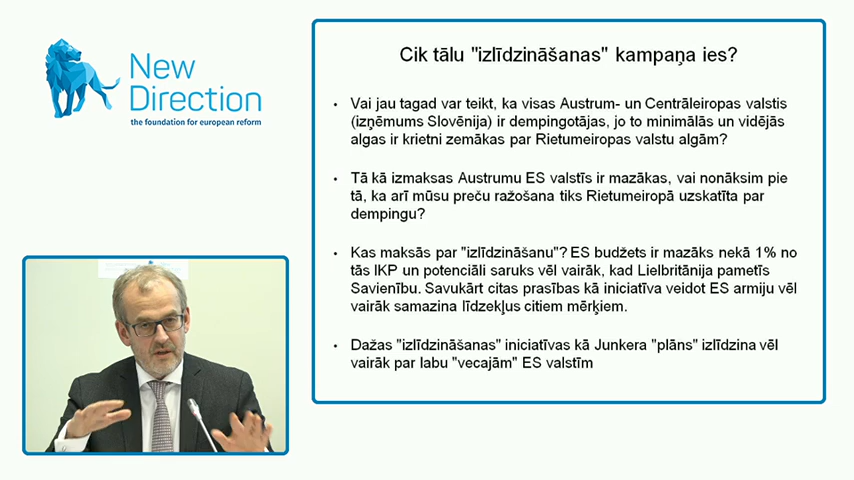 New
Direction
the foundation for european reform
Cik tālu "izlīdzināšanas" kampaņa ies?
• Vai jau tagad var teikt, ka visas Austrum- un Centrāleiropas valstis
(izņēmums Slovēnija) ir dempingotājas, jo to minimālās un vidējās
algas ir krietni zemākas par Rietumeiropas valstu algām?
• Tā kā izmaksas Austrumu ES valstīs ir mazākas, vai nonāksim pie
tā, ka arī mūsu preču ražošana tiks Rietumeiropā uzskatīta par
dempingu?
• Kas maksās par "izlīdzināšanu"? ES budžets ir mazāks nekā 1% no
tās IKP un potenciāli saruks vēl vairāk, kad Lielbritānija pametīs
Savienību. Savukārt citas prasības kā iniciatīva veidot ES armiju vēl
vairāk samazina līdzekļus citiem mērķiem.
• Dažas "izlīdzināšanas" iniciatīvas kā Junkera "plāns" izlīdzina vēl
vairāk par labu "vecajām" ES valstīm